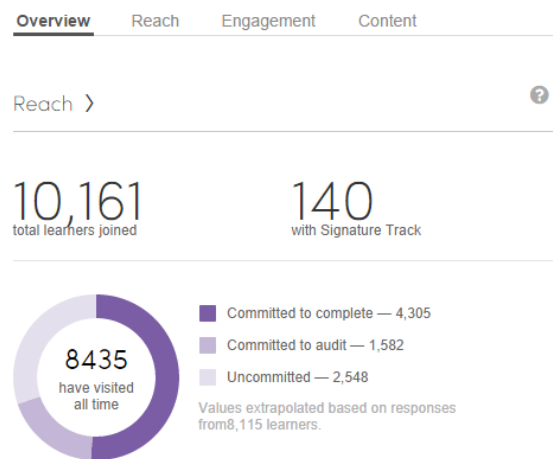 Overview Reach Engagement Content
Reach >
?
10,161 140
total learners joined with Signature Track
8435
have visited
all time
Committed to complete — 4,305
Committed to audit — 1,582
Uncommitted — 2,548
Values extrapolated based on responses
from8,115 learners.